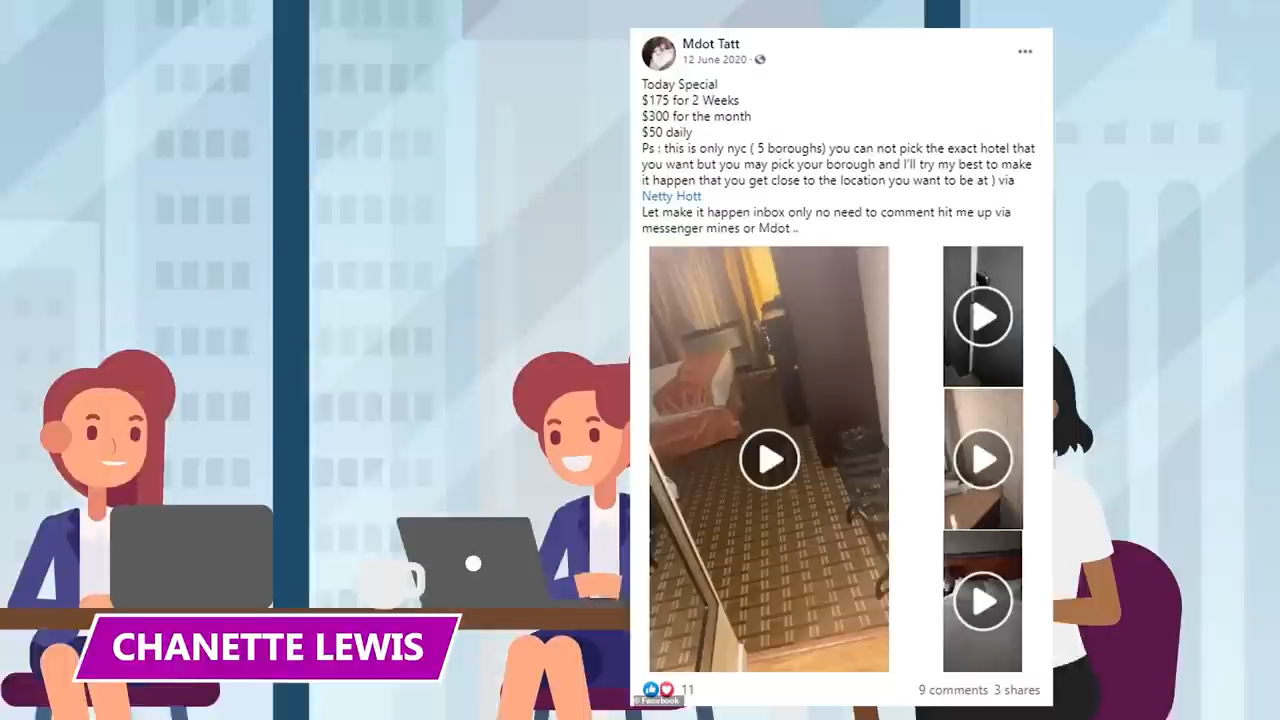 Mdot Tatt
12 June 2020 ·
Today Special
$175 for 2 Weeks
$300 for the month
$50 daily
Ps : this is only nyc ( 5 boroughs) you can not pick the exact hotel that
you want but you may pick your borough and I'll try my best to make
it happen that you get close to the location you want to be at ) via
Netty Hott
Let make it happen inbox only no need to comment hit me up via
messenger mines or Mdot ..
11
9 comments 3 shares
© Facebook
CHANETTE LEWIS